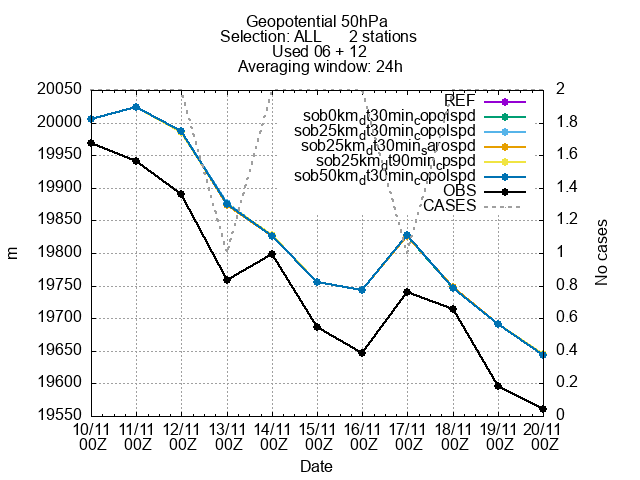 Geopotential 50hPa
Selection: ALL 2 stations
Used 06 + 12
Averaging window: 24h
20050
20000
19950
19900
19850
19800
19750
19700
19650
19600
19550
m
REF
sob0km_dt30min_copolspd
sob25km_dt30min_copolspd
sob25km_dt30min_sarospd
sob25km_dt90min_cpspd
sob50km_dt30min_copolspd
OBS
CASES
2
1.8
1.6
1.4
1.2
1
0.8
0.6
0.4
0.2
0
No cases
10/11 11/11 12/11 13/11 14/11 15/11 16/11 17/11 18/11 19/11 20/11
00Z 00Z 00Z 00Z 00Z 00Z 00Z 00Z 00Z 00Z 00Z
Date